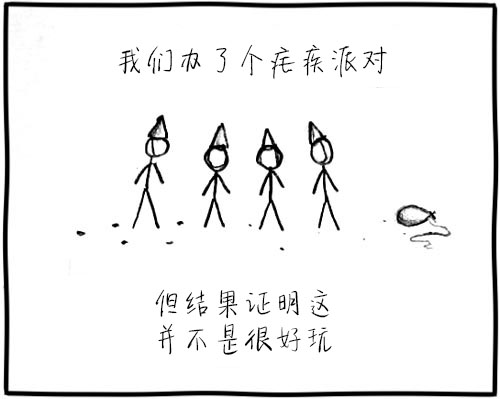 我们办了个疟疾派对
但结果证明这
并不是很好玩